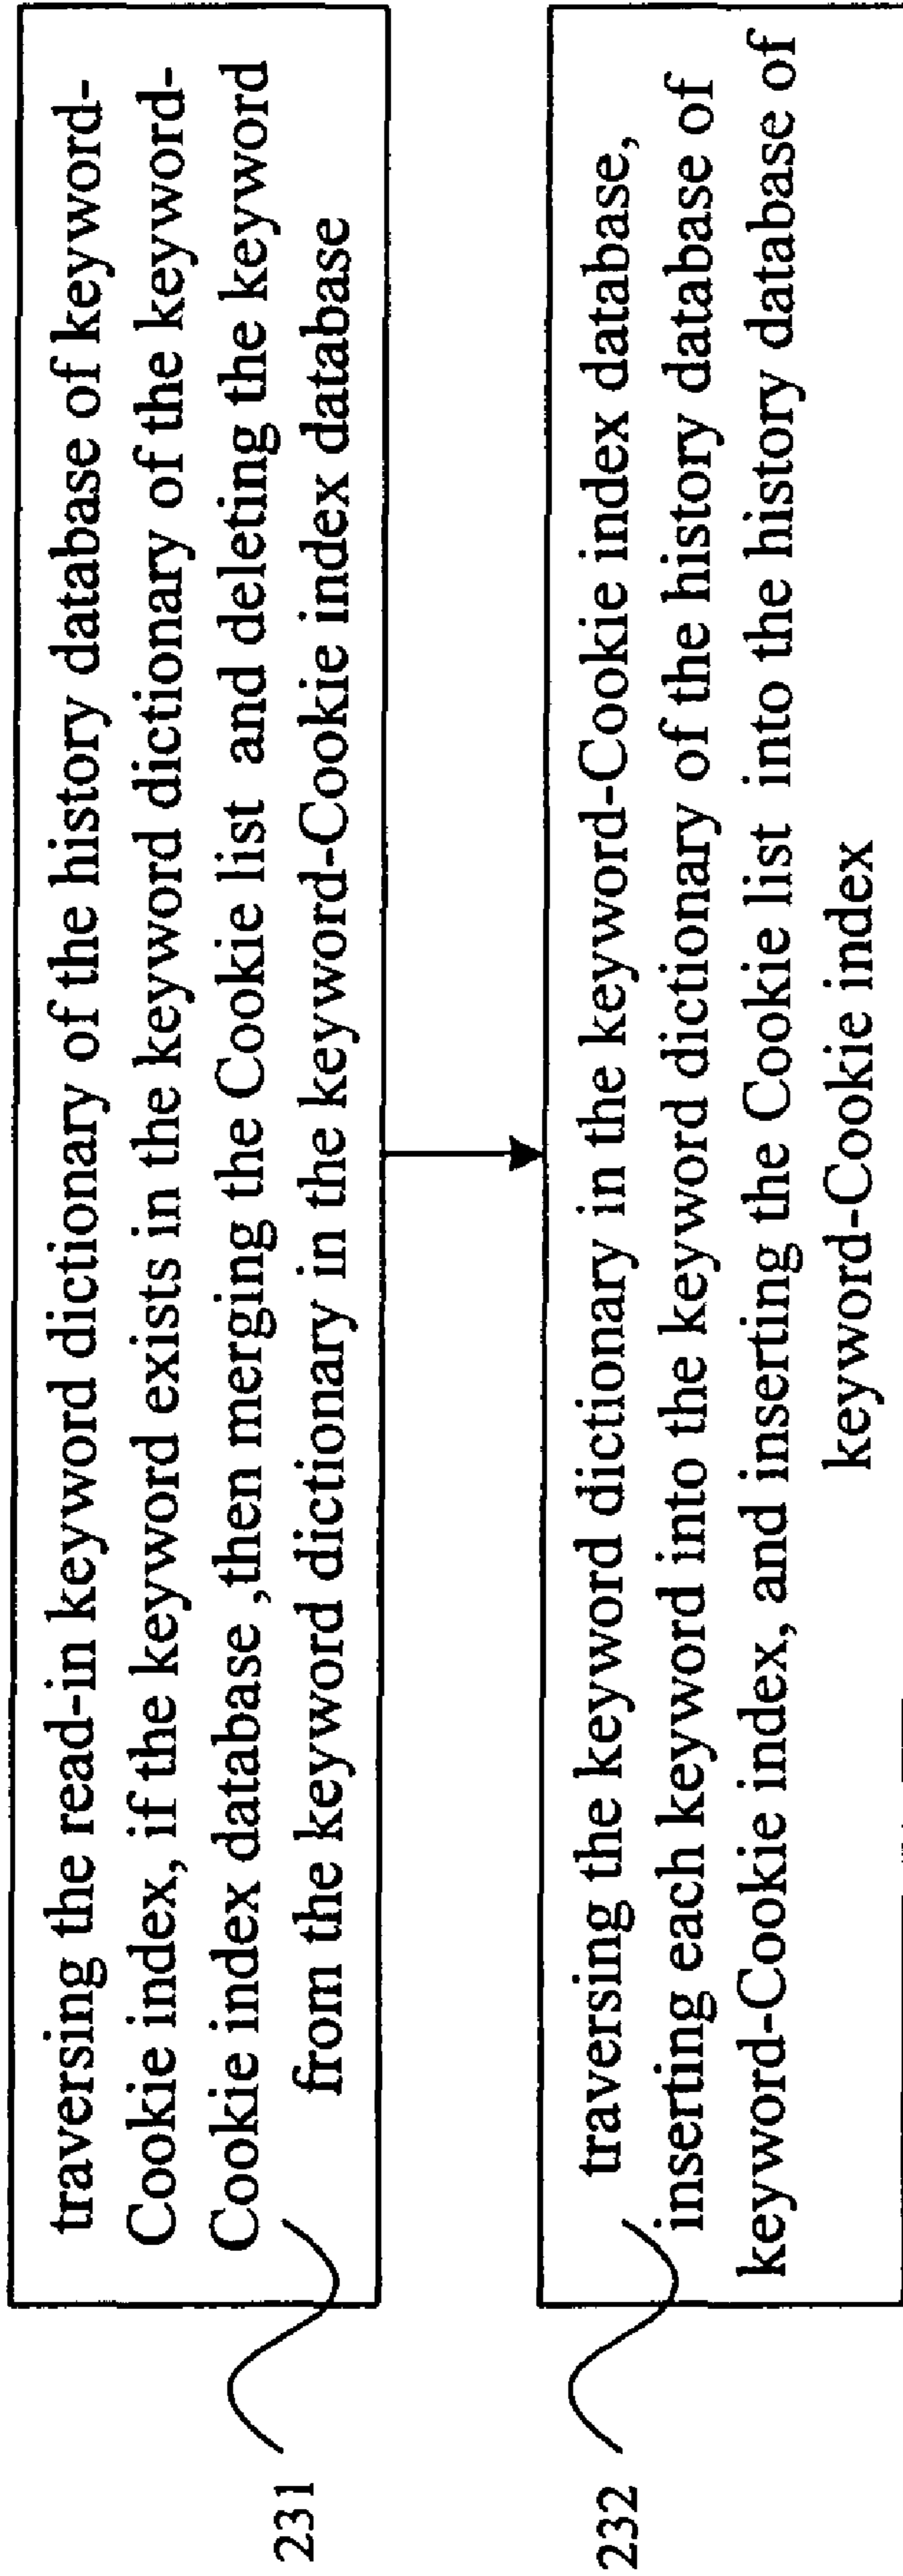 traversing the read-in keyword dictionary of the history database of keyword-
Cookie index, if the keyword exists in the keyword dictionary of the keyword-
Cookie index database ,then merging the Cookie list and deleting the keyword
from the keyword dictionary in the keyword-Cookie index database
231
traversing the keyword dictionary in the keyword-Cookie index database,
inserting each keyword into the keyword dictionary of the history database of
keyword-Cookie index, and inserting the Cookie list into the history database of
keyword-Cookie index
232